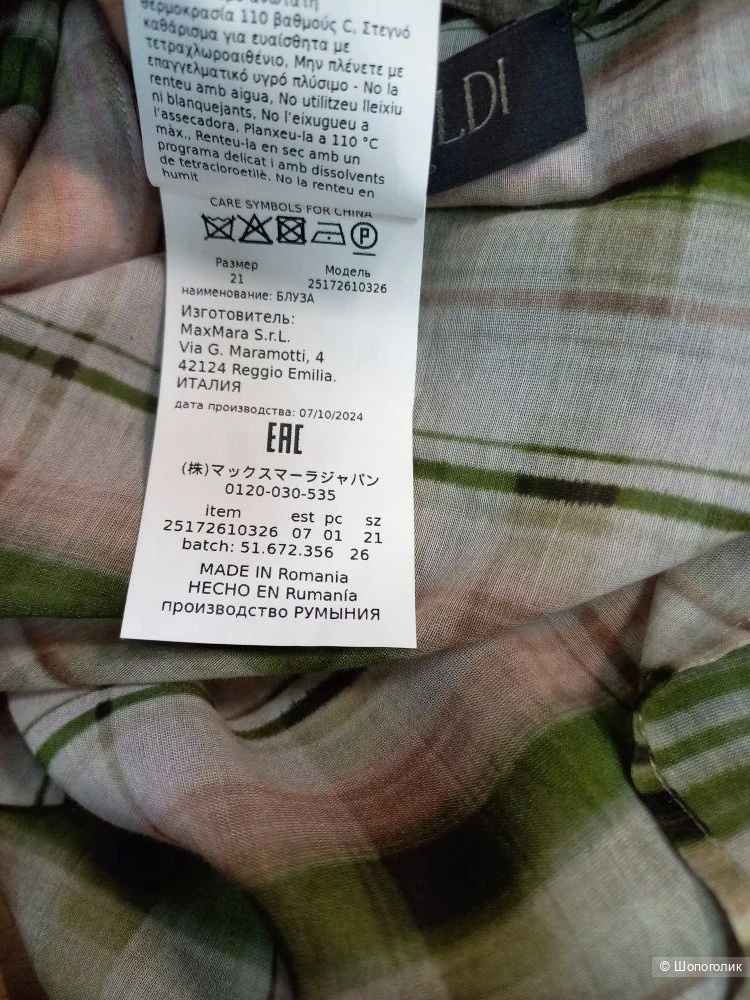 θερμοκρασία 110 βαθμούς C, Στεγνό
καθάρισμα για ευαίσθητα με
τετραχλωροαιθένιο, Μην πλένετε με
επαγγελματικό υγρό πλύσιμο - No la
renteu amb aigua, No utilitzeu lleixiu
ni blanquejants, No l'eixugueu a
l'assecadora, Planxeu-la a 110 °C
màx., Renteu-la en sec amb un
programa delicat i amb dissolvents
de tetracloroetilè, No la renteu en
humit
LDI
CARE SYMBOLS FOR CHINA
P
Размер Модель
21 25172610326
наименование: БЛУЗА
Изготовитель:
MaxMara S.r.L.
Via G. Maramotti, 4
42124 Reggio Emilia.
ИТАЛИЯ
дата производства: 07/10/2024
EAC
(株)マックスマーラジャパン
0120-030-535
item est pc sz
25172610326 07 01 21
batch: 51.672.356 26
MADE IN Romania
HECHO EN Rumanía
производство РУМЫНИЯ
© Шопоголик